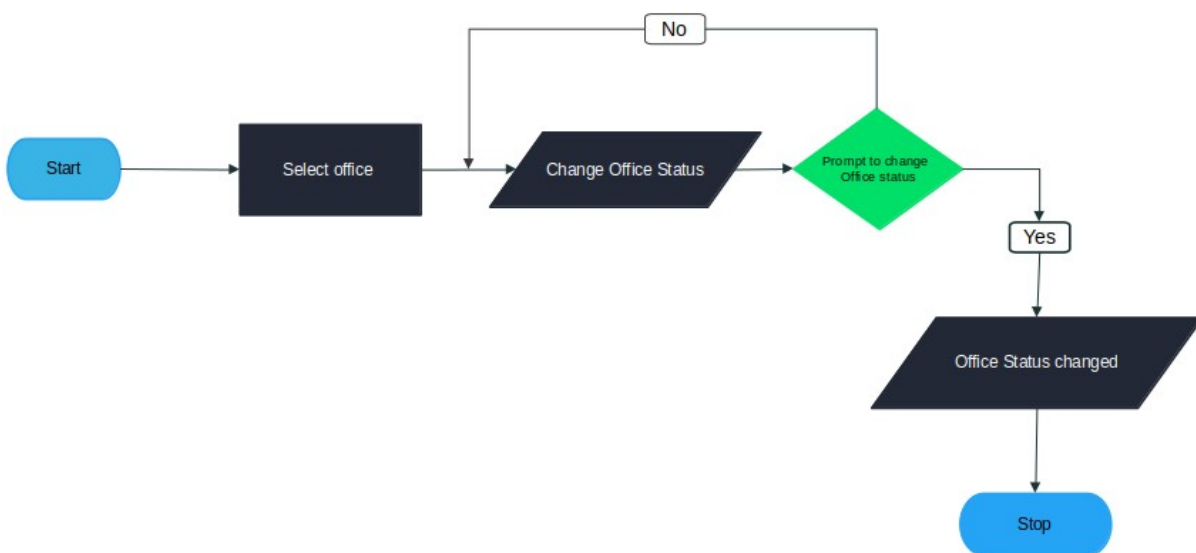 No
Start
Select office
Change Office Status
Prompt to change
Office status
Yes
Office Status changed
Stop